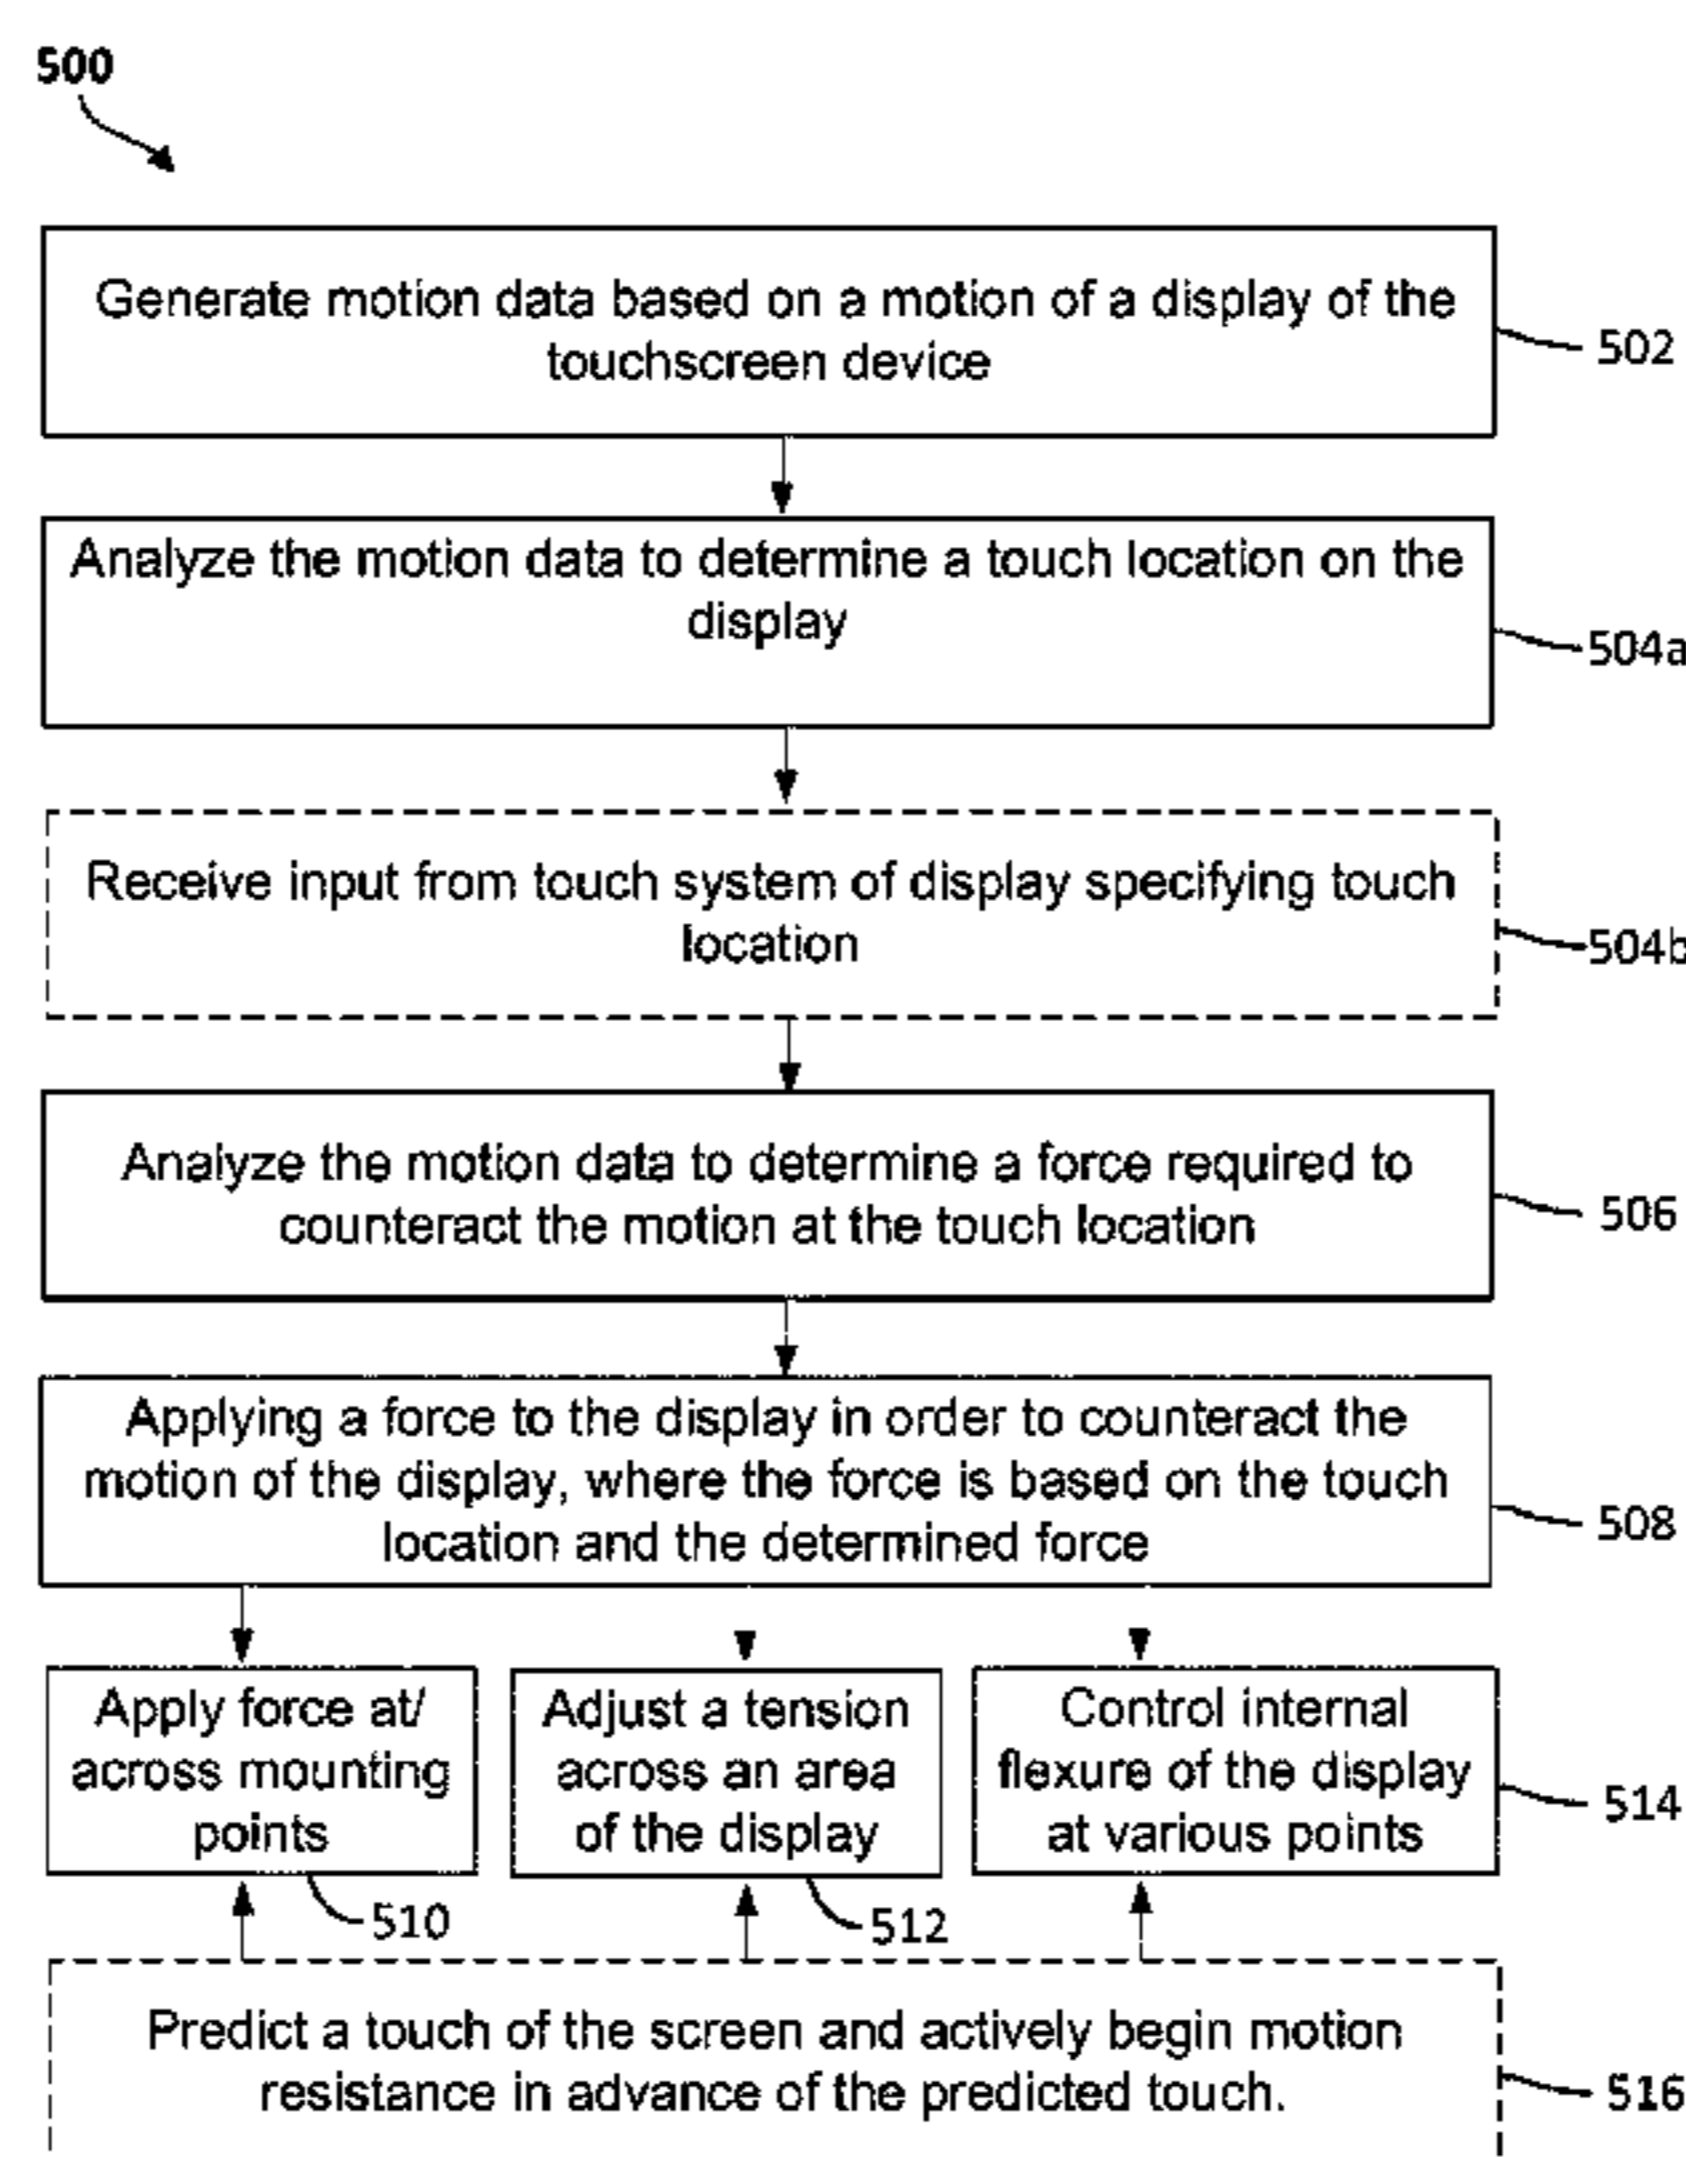 500
Generate motion data based on a motion of a display of the
touchscreen device
502
Analyze the motion data to determine a touch location on the
display
504a
Receive input from touch system of display specifying touch
location
504b
Analyze the motion data to determine a force required to
counteract the motion at the touch location
506
Applying a force to the display in order to counteract the
motion of the display, where the force is based on the touch
location and the determined force
508
Apply force at/
across mounting
points
510
Adjust a tension
across an area
of the display
512
Control internal
flexure of the display
at various points
514
Predict a touch of the screen and actively begin motion
resistance in advance of the predicted touch.
516